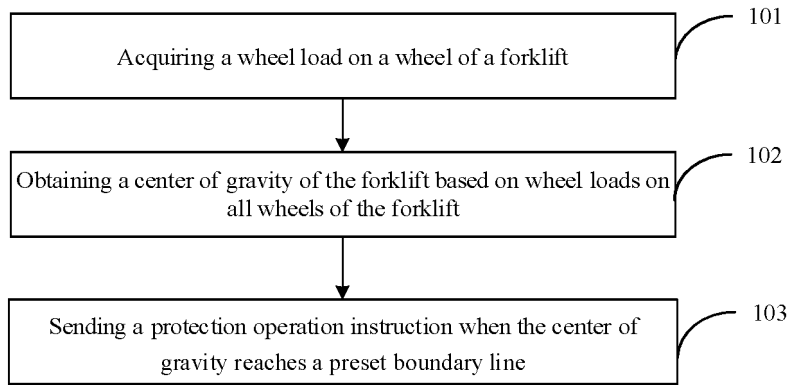 101
Acquiring a wheel load on a wheel of a forklift
102
Obtaining a center of gravity of the forklift based on wheel loads on
all wheels of the forklift
103
Sending a protection operation instruction when the center of
gravity reaches a preset boundary line